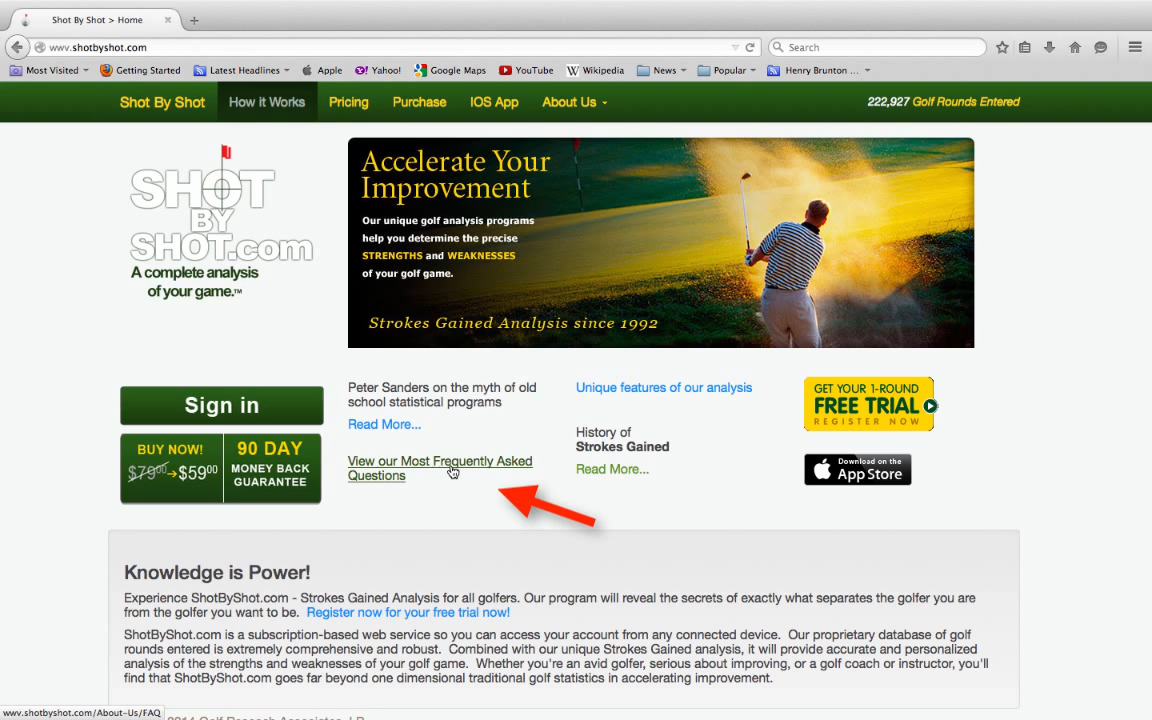 Shot By Shot > Home
www.shotbyshot.com
Search
Most Visited
Getting Started
Latest Headlines
Apple
Yahoo!
Google Maps
YouTube
Wikipedia
News
Popular
Henry Brunton ...
Shot By Shot
How it Works
Pricing
Purchase
IOS App
About Us
222,927 Golf Rounds Entered
SHOT
BY
SHOT.com
A complete analysis
of your game.™
Accelerate Your
Improvement
Our unique golf analysis programs
help you determine the precise
STRENGTHS and WEAKNESSES
of your golf game.
Strokes Gained Analysis since 1992
Sign in
BUY NOW!
$79⁰⁰→$59⁰⁰
90 DAY
MONEY BACK
GUARANTEE
Peter Sanders on the myth of old
school statistical programs
Read More...
View our Most Frequently Asked
Questions
Unique features of our analysis
History of
Strokes Gained
Read More...
GET YOUR 1-ROUND
FREE TRIAL
REGISTER NOW
Download on the
App Store
Knowledge is Power!
Experience ShotByShot.com - Strokes Gained Analysis for all golfers. Our program will reveal the secrets of exactly what separates the golfer you are
from the golfer you want to be. Register now for your free trial now!
ShotByShot.com is a subscription-based web service so you can access your account from any connected device. Our proprietary database of golf
rounds entered is extremely comprehensive and robust. Combined with our unique Strokes Gained analysis, it will provide accurate and personalized
analysis of the strengths and weaknesses of your golf game. Whether you're an avid golfer, serious about improving, or a golf coach or instructor, you'll
find that ShotByShot.com goes far beyond one dimensional traditional golf statistics in accelerating improvement.
www.shotbyshot.com/About-Us/FAQ
2014 Golf Research Associates, LP